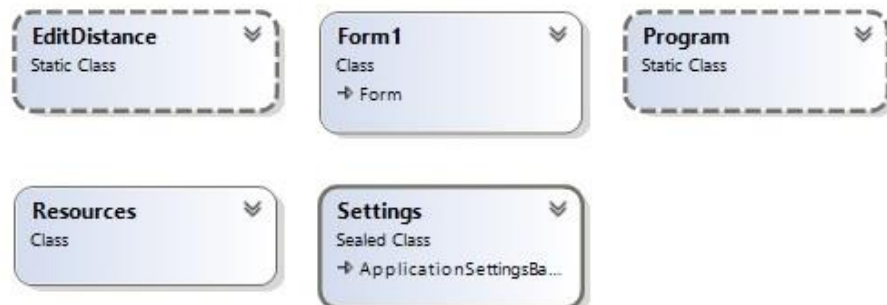 EditDistance
Static Class
Form1
Class
Form
Program
Static Class
Resources
Class
Settings
Sealed Class
ApplicationSettingsBa...